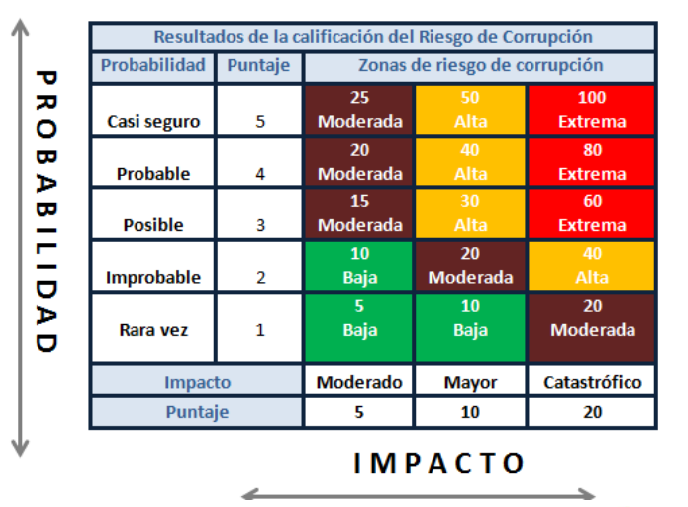 PROBABILIDAD
Resultados de la calificación del Riesgo de Corrupción
Probabilidad Puntaje Zonas de riesgo de corrupción
Casi seguro 5 25 Moderada 50 Alta 100 Extrema
Probable 4 20 Moderada 40 Alta 80 Extrema
Posible 3 15 Moderada 30 Alta 60 Extrema
Improbable 2 10 Baja 20 Moderada 40 Alta
Rara vez 1 5 Baja 10 Baja 20 Moderada
Impacto Moderado Mayor Catastrófico
Puntaje 5 10 20
IMPACTO